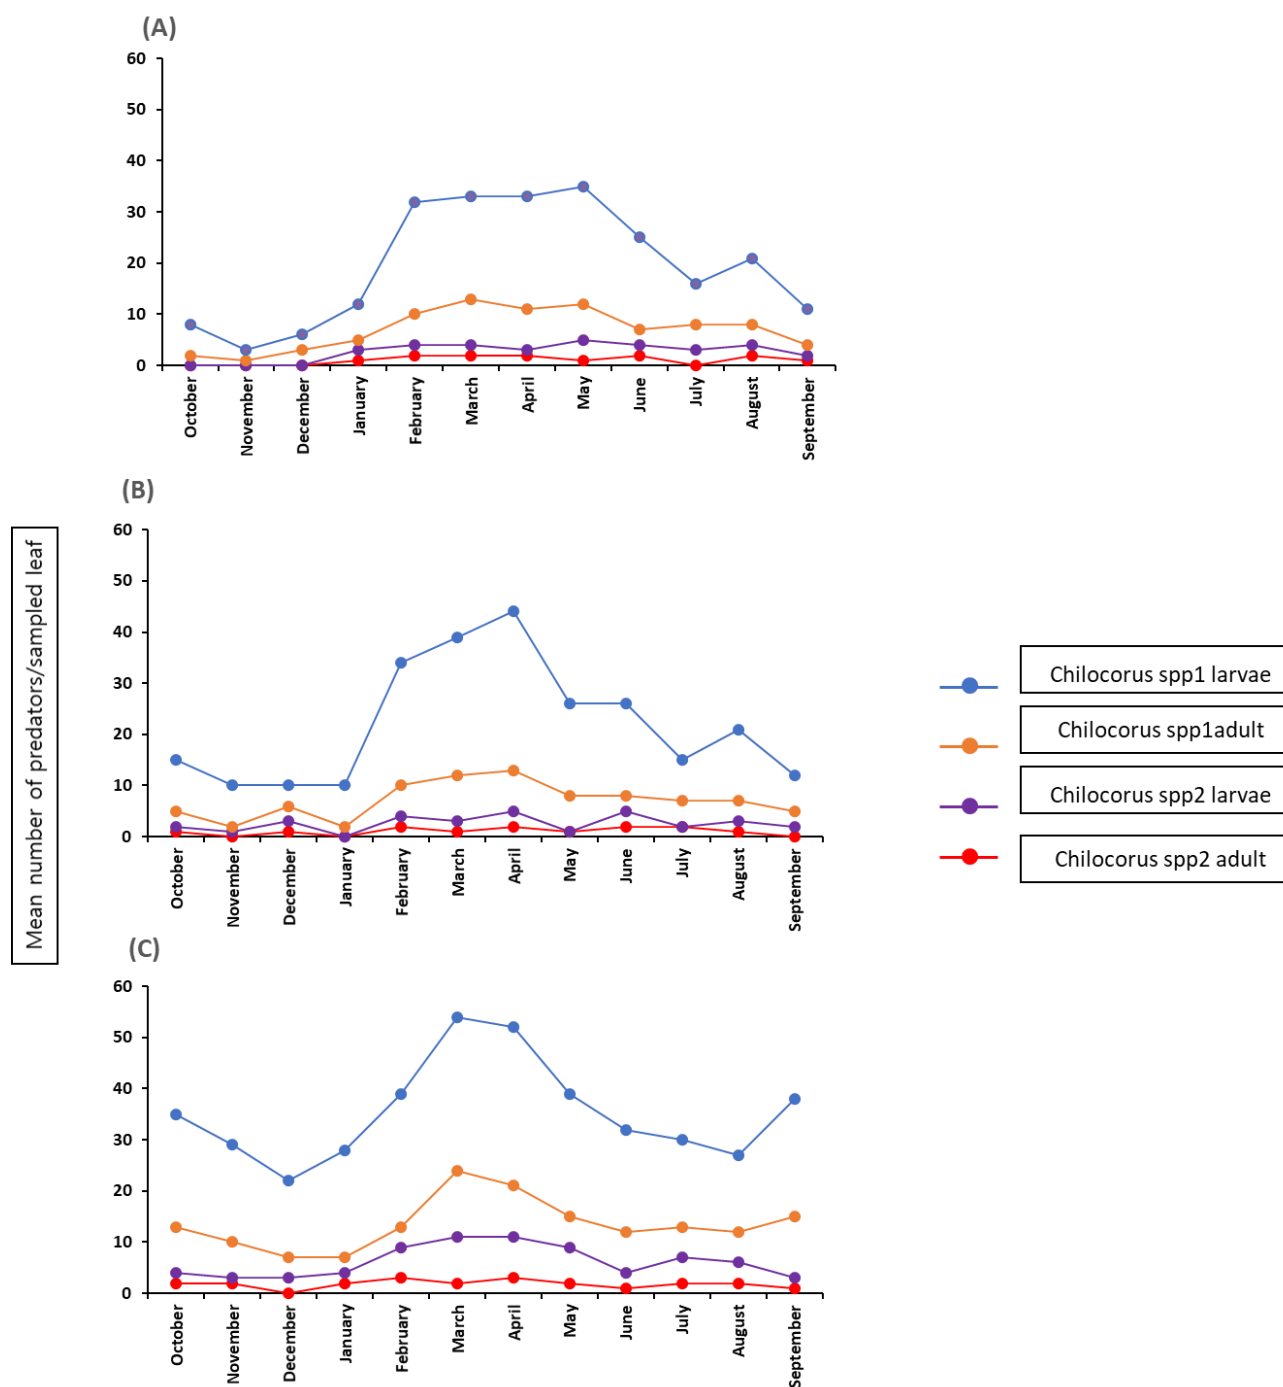 (A)
60
50
40
30
20
10
0
October
November
December
January
February
March
April
May
June
July
August
September
(B)
60
50
40
30
20
10
0
October
November
December
January
February
March
April
May
June
July
August
September
Mean number of predators/sampled leaf
Chilocorus spp1 larvae
Chilocorus spp1adult
Chilocorus spp2 larvae
Chilocorus spp2 adult
(C)
60
50
40
30
20
10
0
October
November
December
January
February
March
April
May
June
July
August
September